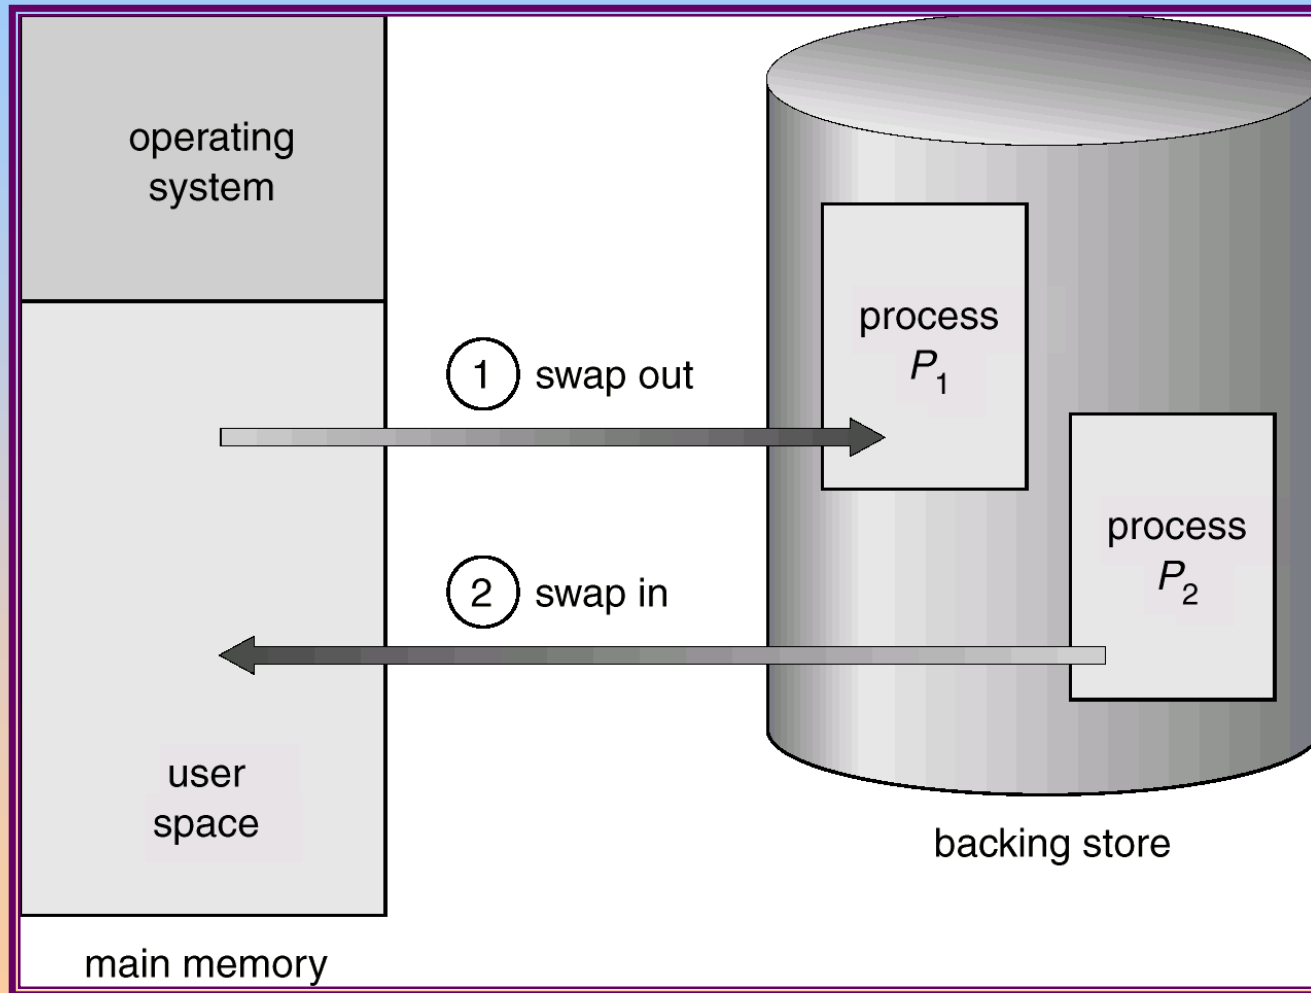 operating
system
process
P1
1 swap out
process
P2
2 swap in
user
space
backing store
main memory